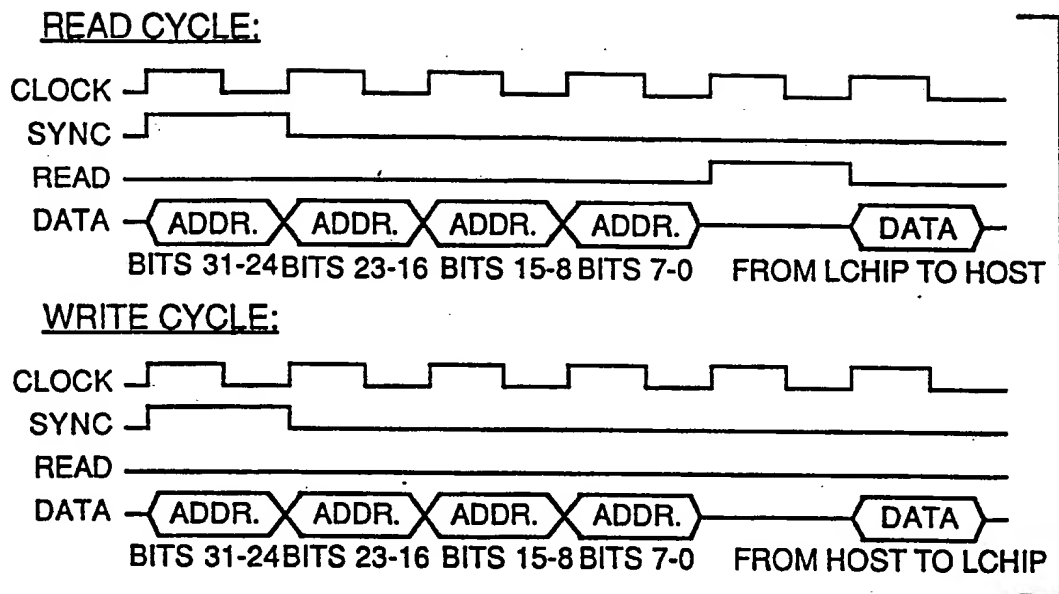 READ CYCLE:
CLOCK
SYNC
READ
DATA ADDR. ADDR. ADDR. ADDR. DATA
BITS 31-24 BITS 23-16 BITS 15-8 BITS 7-0 FROM LCHIP TO HOST
WRITE CYCLE:
CLOCK
SYNC
READ
DATA ADDR. ADDR. ADDR. ADDR. DATA
BITS 31-24 BITS 23-16 BITS 15-8 BITS 7-0 FROM HOST TO LCHIP